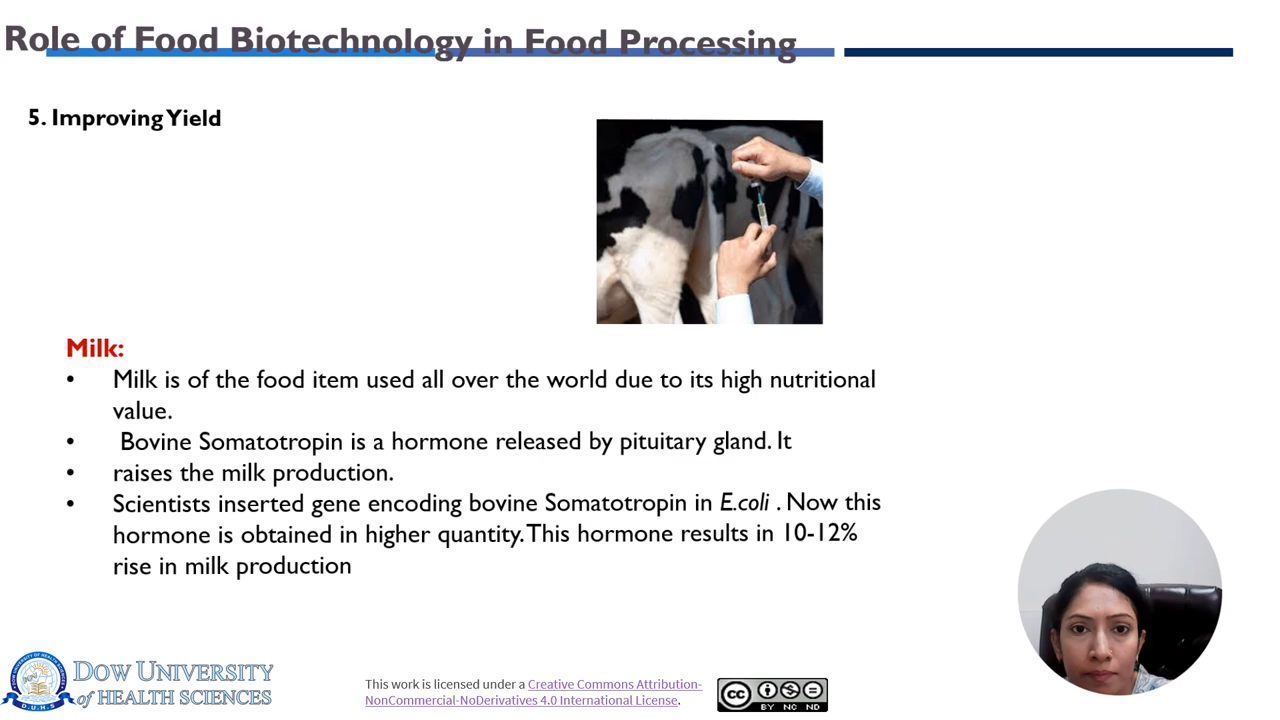 Role of Food Biotechnology in Food Processing
5. Improving Yield
Milk:
• Milk is of the food item used all over the world due to its high nutritional
value.
• Bovine Somatotropin is a hormone released by pituitary gland. It
• raises the milk production.
• Scientists inserted gene encoding bovine Somatotropin in E.coli . Now this
hormone is obtained in higher quantity. This hormone results in 10-12%
rise in milk production
DOW UNIVERSITY
of HEALTH SCIENCES
D.U.H.S
This work is licensed under a Creative Commons Attribution-
NonCommercial-NoDerivatives 4.0 International License.
cc
BY NC ND